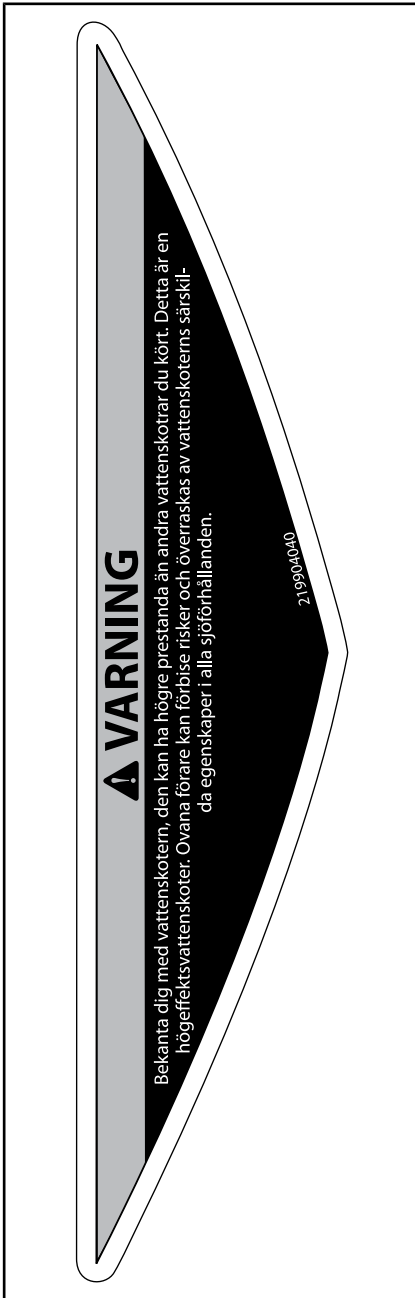 VARNING
Bekanta dig med vattenskotern, den kan ha högre prestanda än andra vattenskotrar du kört. Detta är en
högeffektsvattenskoter. Ovana förare kan förbise risker och överraskas av vattenskoterns särskil-
da egenskaper i alla sjöförhållanden.
219904040